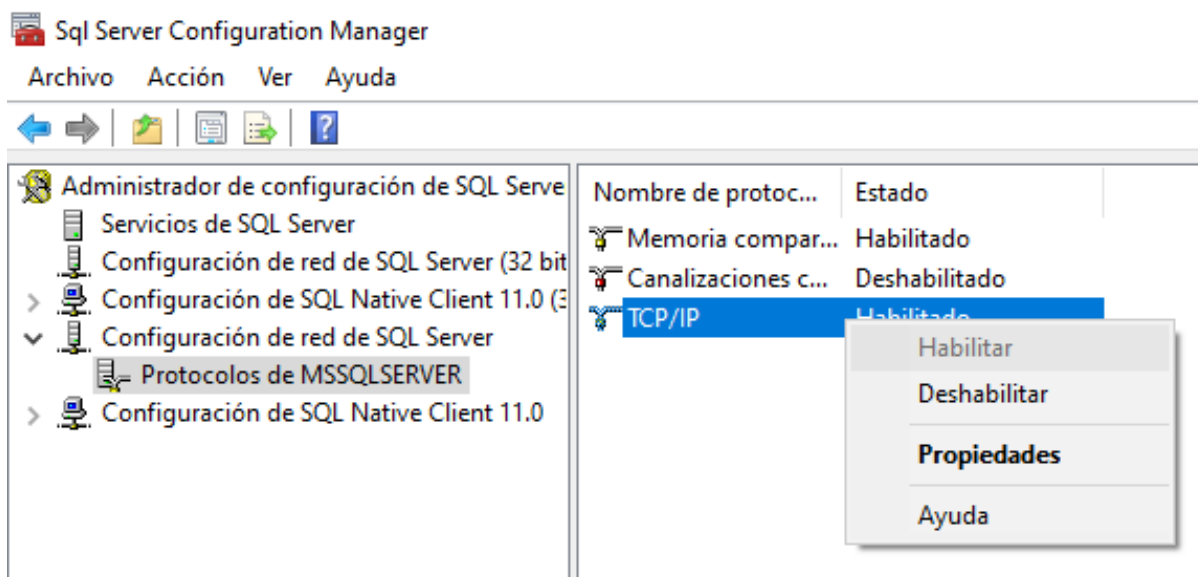 Sql Server Configuration Manager
Archivo Acción Ver Ayuda
Administrador de configuración de SQL Serve
Servicios de SQL Server
Configuración de red de SQL Server (32 bit
Configuración de SQL Native Client 11.0 (3
Configuración de red de SQL Server
Protocolos de MSSQLSERVER
Configuración de SQL Native Client 11.0
Nombre de protoc... Estado
Memoria compar... Habilitado
Canalizaciones c... Deshabilitado
TCP/IP Habilitado
Habilitar
Deshabilitar
Propiedades
Ayuda